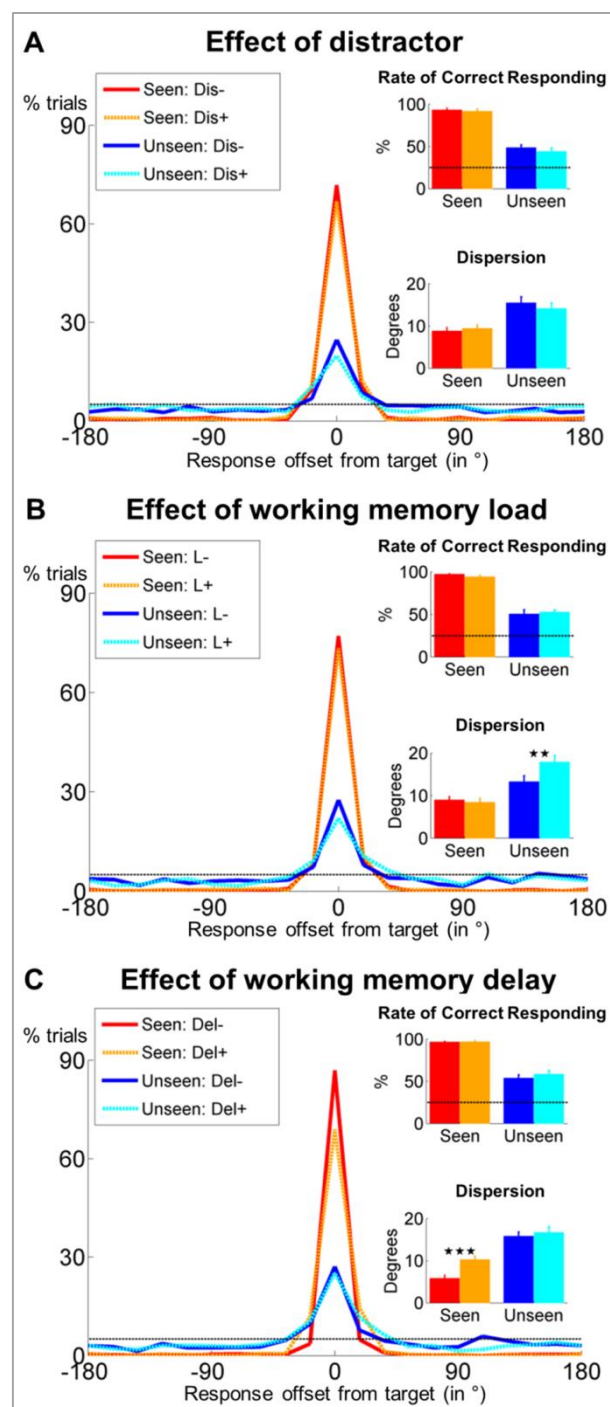 A Effect of distractor
% trials
Seen: Dis-
Seen: Dis+
Unseen: Dis-
Unseen: Dis+
90
60
30
0
-180 -90 0 90 180
Response offset from target (in °)
Rate of Correct Responding
%
100
50
0
Seen Unseen
Dispersion
Degrees
20
10
0
Seen Unseen
B Effect of working memory load
% trials
Seen: L-
Seen: L+
Unseen: L-
Unseen: L+
90
60
30
0
-180 -90 0 90 180
Response offset from target (in °)
Rate of Correct Responding
%
100
50
0
Seen Unseen
Dispersion
Degrees
20
10
0
★★
Seen Unseen
C Effect of working memory delay
% trials
Seen: Del-
Seen: Del+
Unseen: Del-
Unseen: Del+
90
60
30
0
-180 -90 0 90 180
Response offset from target (in °)
Rate of Correct Responding
%
100
50
0
Seen Unseen
Dispersion
Degrees
20
10
0
★★★
Seen Unseen